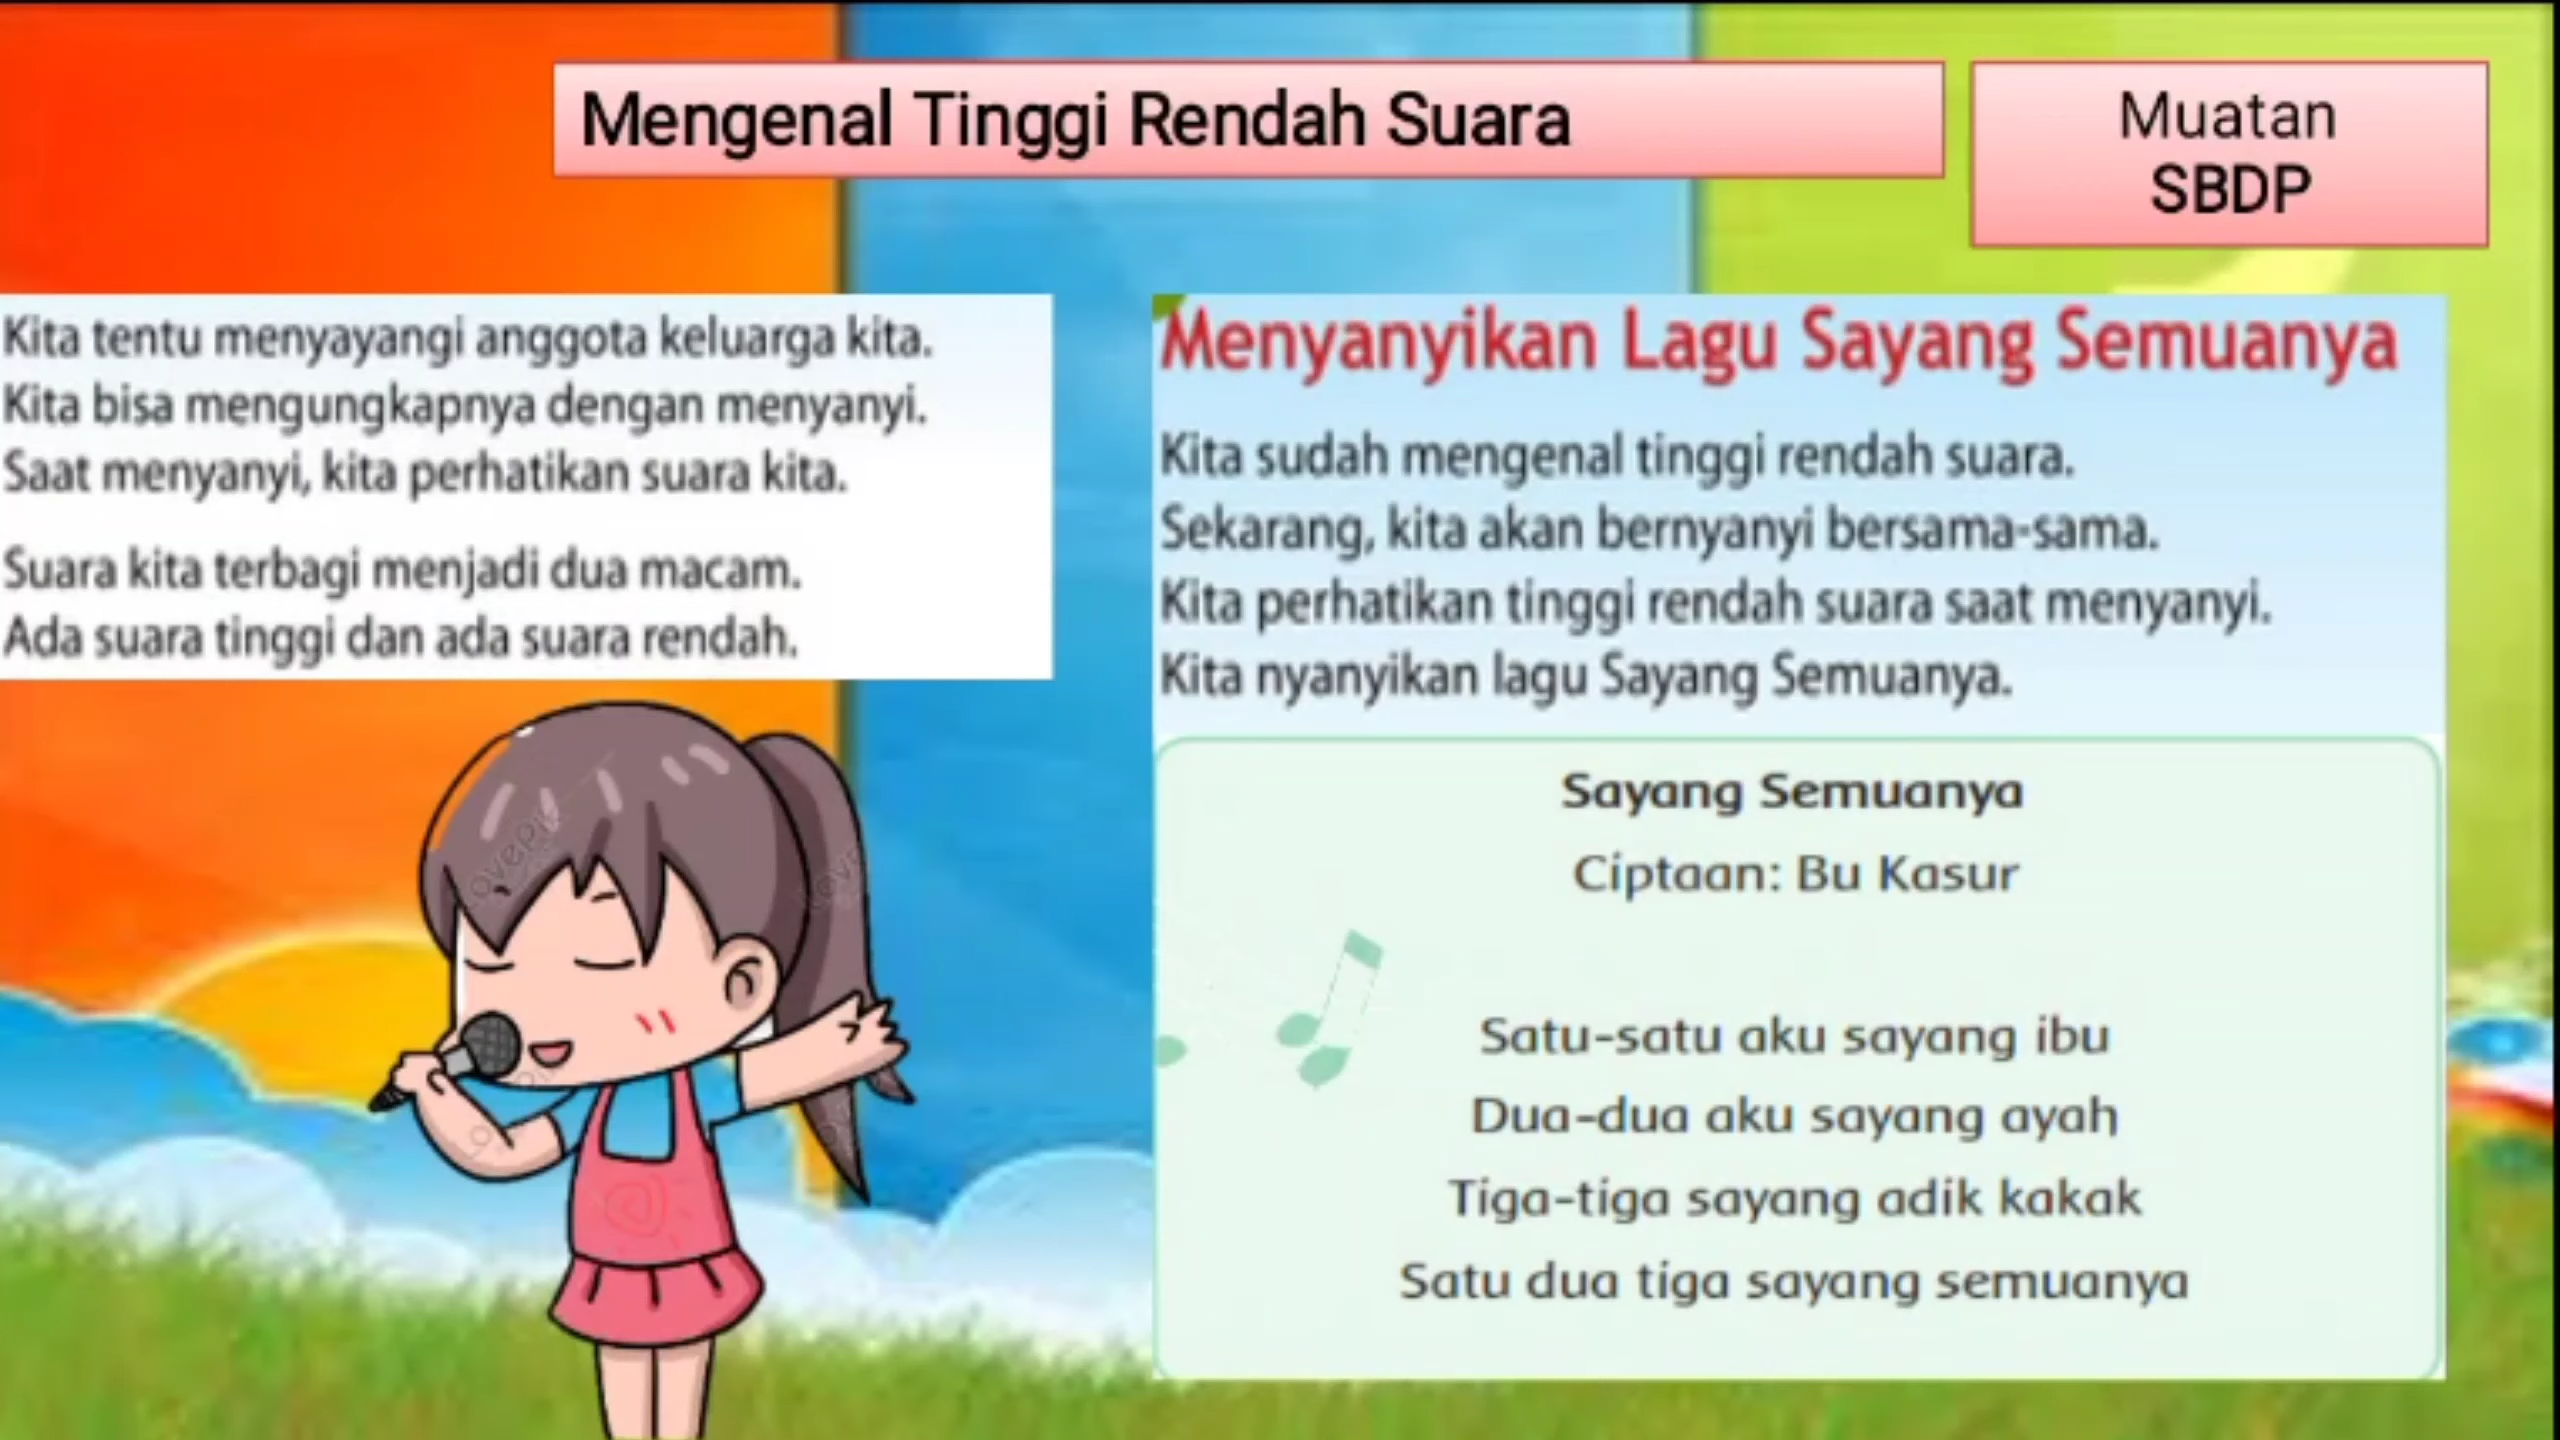 Mengenal Tinggi Rendah Suara
Muatan
SBDP
Kita tentu menyayangi anggota keluarga kita.
Kita bisa mengungkapnya dengan menyanyi.
Saat menyanyi, kita perhatikan suara kita.
Suara kita terbagi menjadi dua macam.
Ada suara tinggi dan ada suara rendah.
Menyanyikan Lagu Sayang Semuanya
Kita sudah mengenal tinggi rendah suara.
Sekarang, kita akan bernyanyi bersama-sama.
Kita perhatikan tinggi rendah suara saat menyanyi.
Kita nyanyikan lagu Sayang Semuanya.
Sayang Semuanya
Ciptaan: Bu Kasur
Satu-satu aku sayang ibu
Dua-dua aku sayang ayah
Tiga-tiga sayang adik kakak
Satu dua tiga sayang semuanya